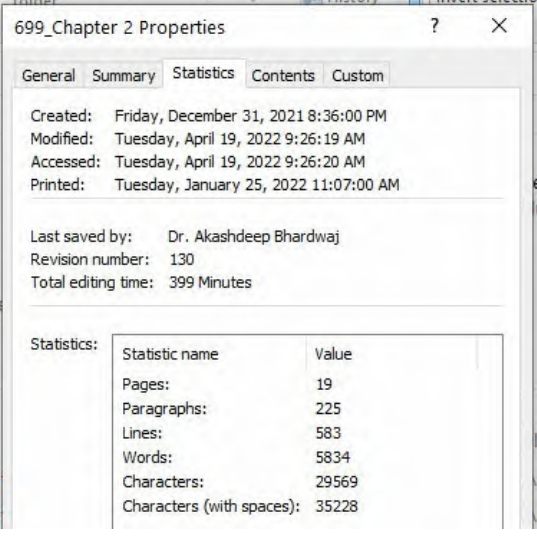 699_Chapter 2 Properties ? ×
General Summary Statistics Contents Custom
Created: Friday, December 31, 2021 8:36:00 PM
Modified: Tuesday, April 19, 2022 9:26:19 AM
Accessed: Tuesday, April 19, 2022 9:26:20 AM
Printed: Tuesday, January 25, 2022 11:07:00 AM
Last saved by: Dr. Akashdeep Bhardwaj
Revision number: 130
Total editing time: 399 Minutes
Statistics:
Statistic name Value
Pages: 19
Paragraphs: 225
Lines: 583
Words: 5834
Characters: 29569
Characters (with spaces): 35228